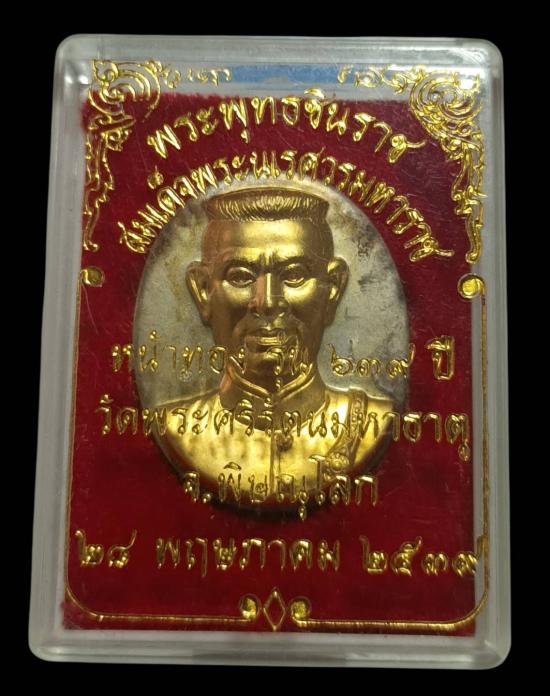 พระพุทธชินราช
สมเด็จพระนเรศวรมหาราช
หน้าทอง รุ่น ๖๓๙ ปี
วัดพระศรีรัตนมหาธาตุ
จ.พิษณุโลก
๒๘ พฤษภาคม ๒๕๓๙